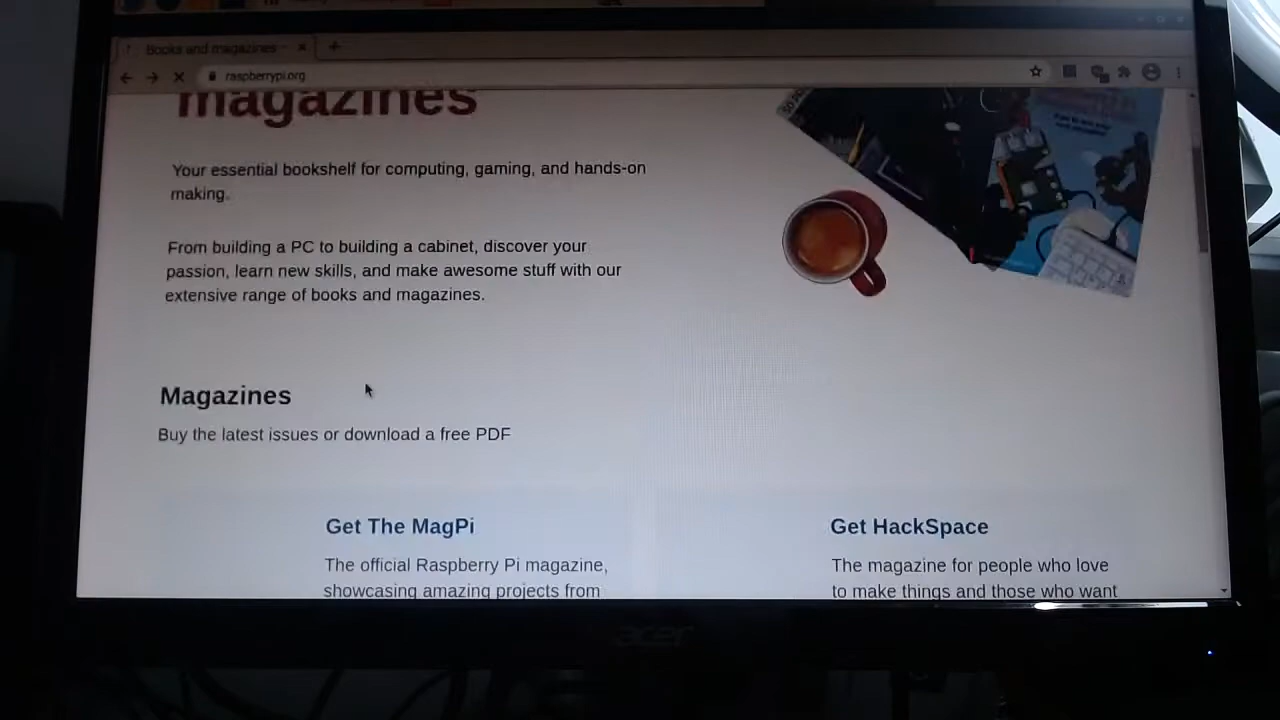 Books and magazines -
raspberrypi.org
magazines
Your essential bookshelf for computing, gaming, and hands-on
making.
From building a PC to building a cabinet, discover your
passion, learn new skills, and make awesome stuff with our
extensive range of books and magazines.
Magazines
Buy the latest issues or download a free PDF
Get The MagPi
The official Raspberry Pi magazine,
showcasing amazing projects from
Get HackSpace
The magazine for people who love
to make things and those who want
acer